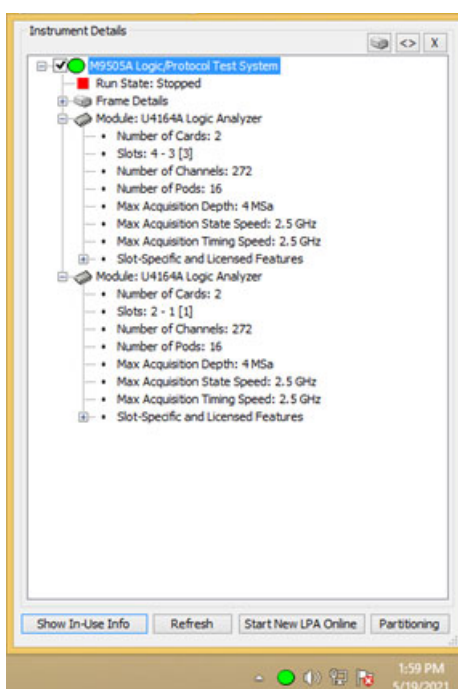 Instrument Details
<> X
M9505A Logic/Protocol Test System
Run State: Stopped
Frame Details
Module: U4164A Logic Analyzer
• Number of Cards: 2
• Slots: 4 - 3 [3]
• Number of Channels: 272
• Number of Pods: 16
• Max Acquisition Depth: 4 MSa
• Max Acquisition State Speed: 2.5 GHz
• Max Acquisition Timing Speed: 2.5 GHz
• Slot-Specific and Licensed Features
Module: U4164A Logic Analyzer
• Number of Cards: 2
• Slots: 2 - 1 [1]
• Number of Channels: 272
• Number of Pods: 16
• Max Acquisition Depth: 4 MSa
• Max Acquisition State Speed: 2.5 GHz
• Max Acquisition Timing Speed: 2.5 GHz
• Slot-Specific and Licensed Features
Show In-Use Info Refresh Start New LPA Online Partitioning
1:59 PM
5/19/2021